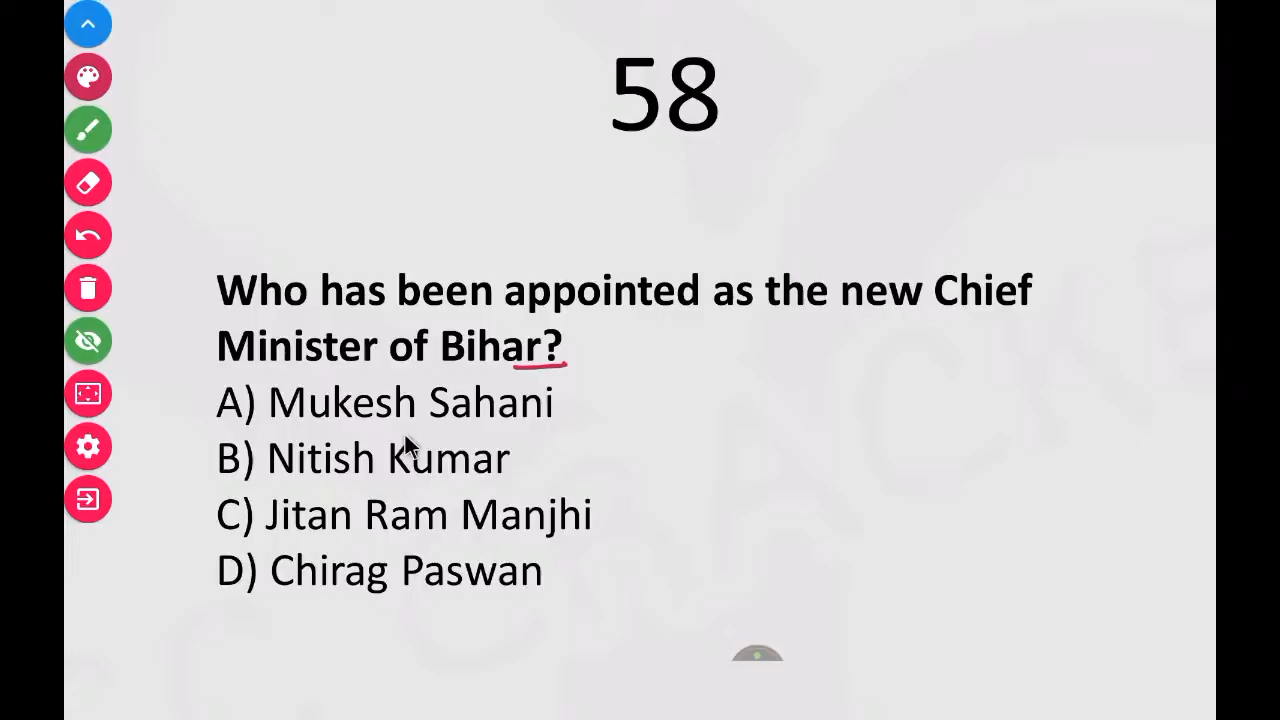 58
Who has been appointed as the new Chief
Minister of Bihar?
A) Mukesh Sahani
B) Nitish Kumar
C) Jitan Ram Manjhi
D) Chirag Paswan